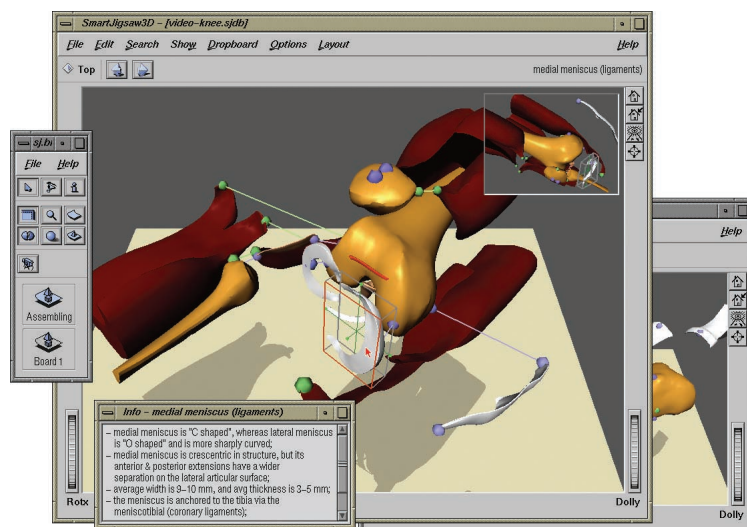 SmartJigsaw3D – [video-knee.sjdb]
File Edit Search Show Dropboard Options Layout Help
Top
medial meniscus (ligaments)
sj.bi
File Help
Assembling
Board 1
Help
Info – medial meniscus (ligaments)
– medial meniscus is "C shaped", whereas lateral meniscus
is "O shaped" and is more sharply curved;
– medial meniscus is crescentric in structure, but its
anterior & posterior extensions have a wider
separation on the lateral articular surface;
– average width is 9–10 mm, and avg thickness is 3–5 mm;
– the meniscus is anchored to the tibia via the
meniscotibial (coronary ligaments);
Rotx
Dolly
Dolly